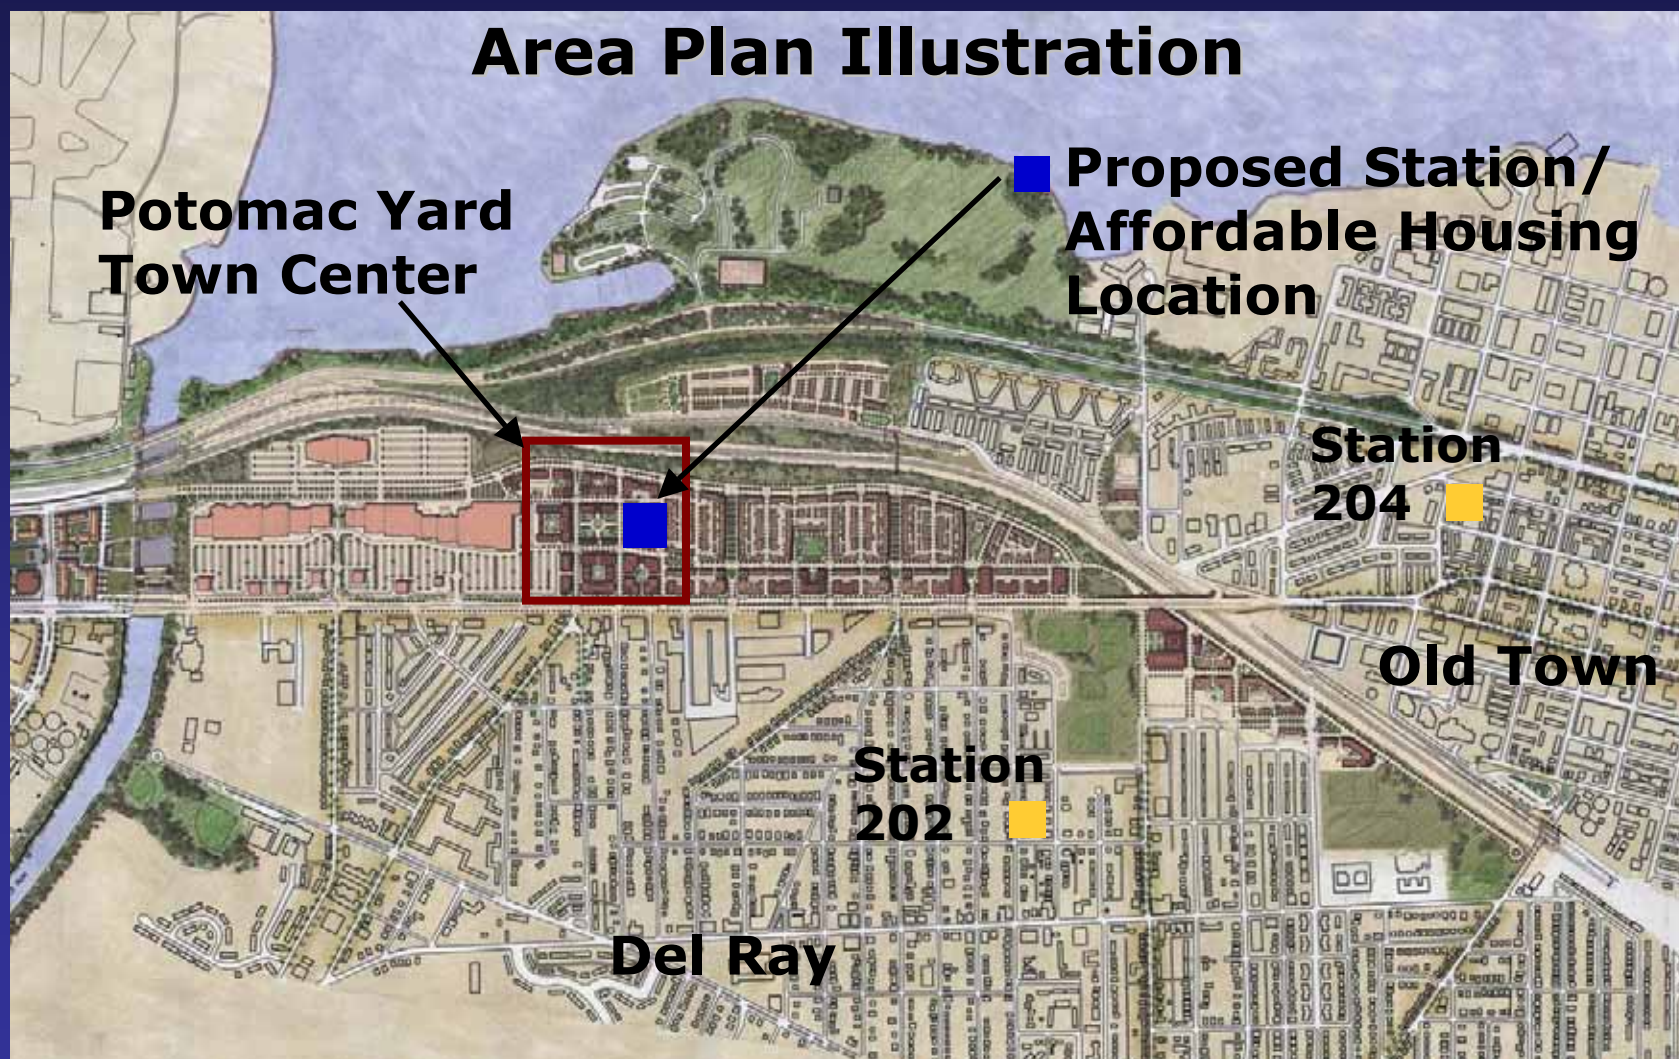 Area Plan Illustration
Potomac Yard
Town Center
Proposed Station/
Affordable Housing
Location
Station
204
Old Town
Station
202
Del Ray